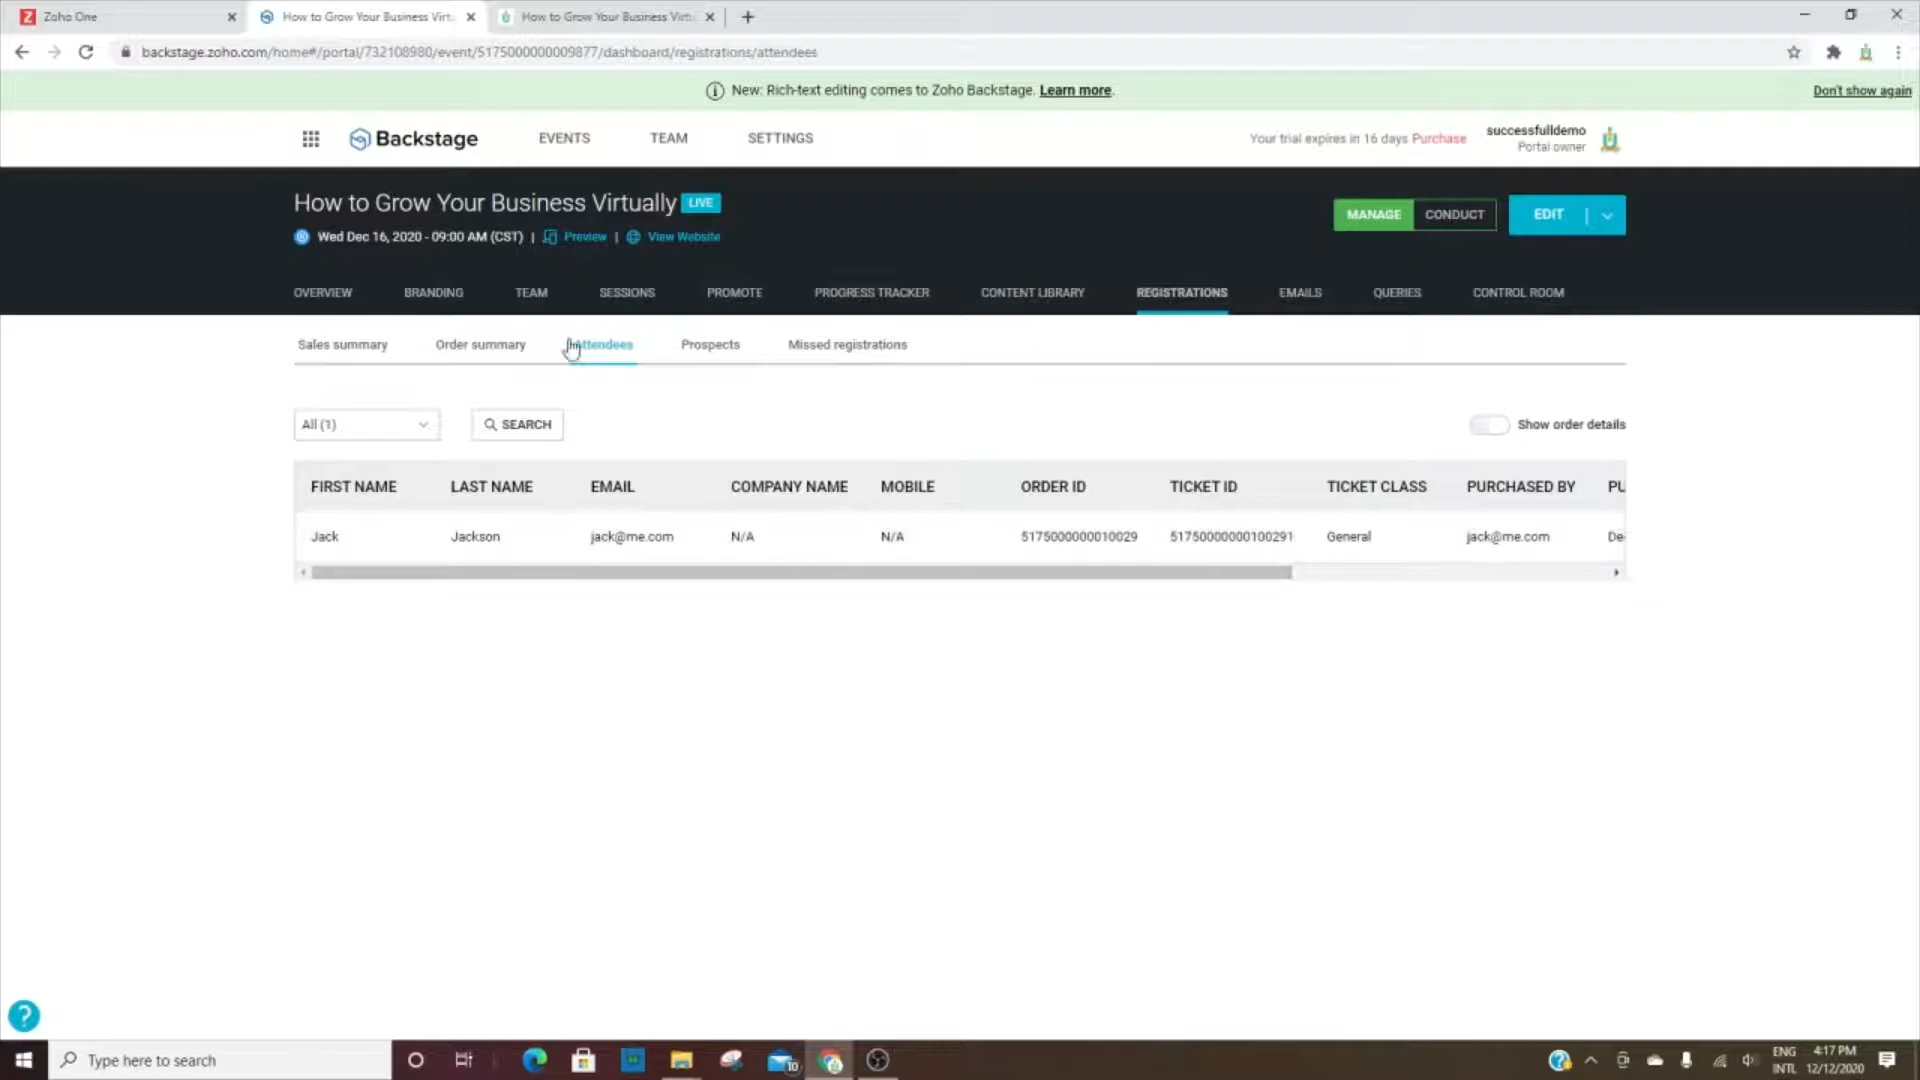 Zoho One
How to Grow Your Business Virt
How to Grow Your Business Virt
backstage.zoho.com/home#/portal/732108980/event/5175000000009877/dashboard/registrations/attendees
New: Rich-text editing comes to Zoho Backstage. Learn more.
Don't show again
Backstage
EVENTS
TEAM
SETTINGS
Your trial expires in 16 days Purchase
successfulldemo
Portal owner
How to Grow Your Business Virtually LIVE
Wed Dec 16, 2020 - 09:00 AM (CST) | Preview | View Website
MANAGE CONDUCT
EDIT
OVERVIEW BRANDING TEAM SESSIONS PROMOTE PROGRESS TRACKER CONTENT LIBRARY REGISTRATIONS EMAILS QUERIES CONTROL ROOM
Sales summary Order summary Attendees Prospects Missed registrations
All (1)
SEARCH
Show order details
FIRST NAME LAST NAME EMAIL COMPANY NAME MOBILE ORDER ID TICKET ID TICKET CLASS PURCHASED BY PU
Jack Jackson jack@me.com N/A N/A 5175000000010029 51750000000100291 General jack@me.com De
?
Type here to search
10
ENG 4:17 PM
INTL 12/12/2020